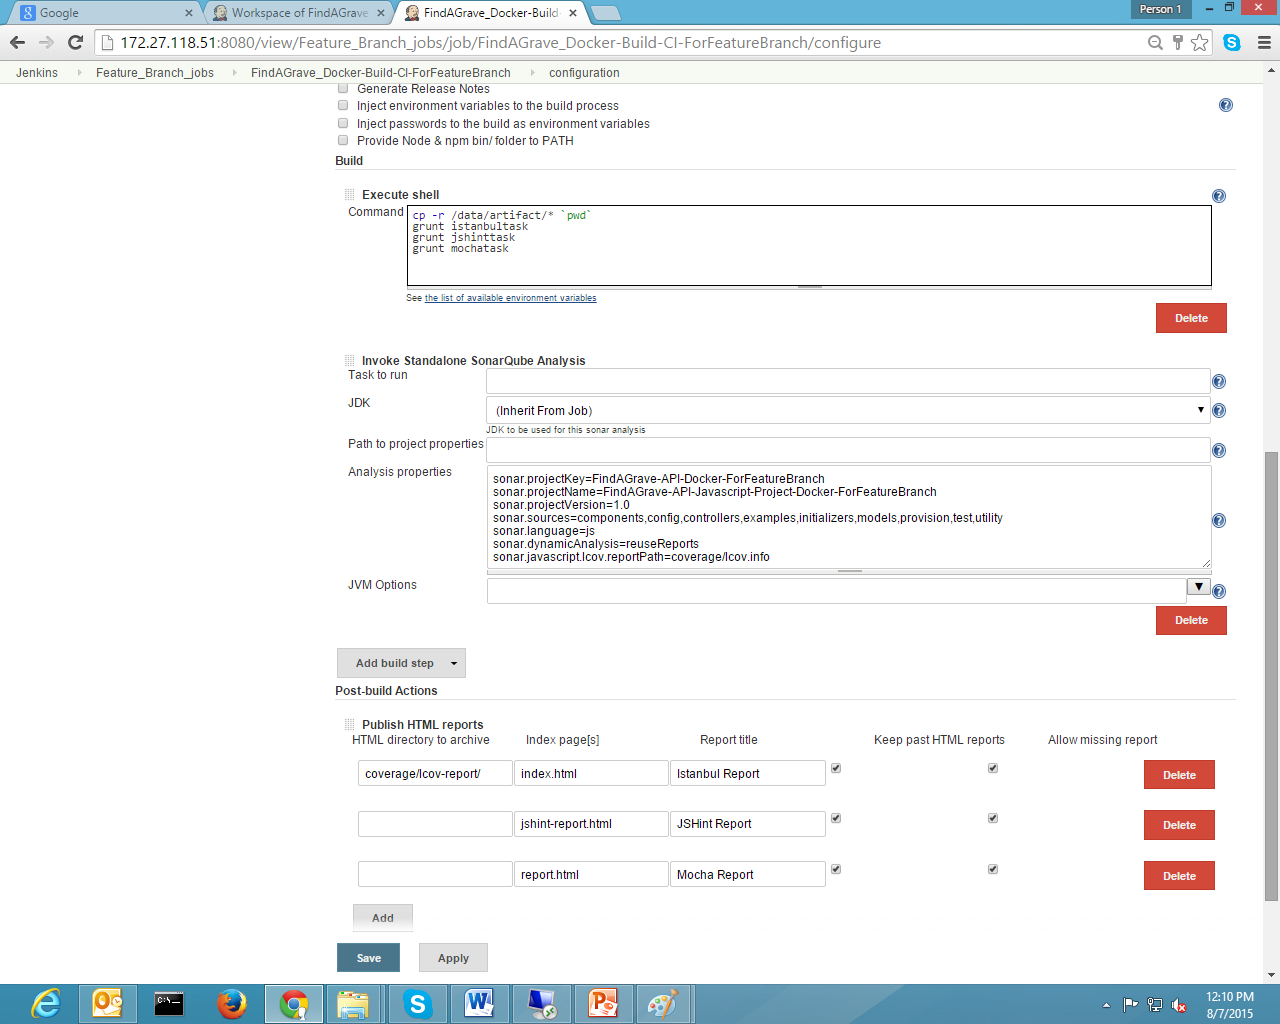 Google
Workspace of FindAGrave
FindAGrave_Docker-Build-
Person 1
172.27.118.51:8080/view/Feature_Branch_jobs/job/FindAGrave_Docker-Build-CI-ForFeatureBranch/configure
Jenkins Feature_Branch_jobs FindAGrave_Docker-Build-CI-ForFeatureBranch configuration
Generate Release Notes
Inject environment variables to the build process
Inject passwords to the build as environment variables
Provide Node & npm bin/ folder to PATH
Build
Execute shell
Command
cp -r /data/artifact/* `pwd`
grunt istanbultask
grunt jshinttask
grunt mochatask
See the list of available environment variables
Delete
Invoke Standalone SonarQube Analysis
Task to run
JDK
(Inherit From Job)
JDK to be used for this sonar analysis
Path to project properties
Analysis properties
sonar.projectKey=FindAGrave-API-Docker-ForFeatureBranch
sonar.projectName=FindAGrave-API-Javascript-Project-Docker-ForFeatureBranch
sonar.projectVersion=1.0
sonar.sources=components,config,controllers,examples,initializers,models,provision,test,utility
sonar.language=js
sonar.dynamicAnalysis=reuseReports
sonar.javascript.lcov.reportPath=coverage/lcov.info
JVM Options
Delete
Add build step
Post-build Actions
Publish HTML reports
HTML directory to archive Index page[s] Report title Keep past HTML reports Allow missing report
coverage/lcov-report/ index.html Istanbul Report Delete
jshint-report.html JSHint Report Delete
report.html Mocha Report Delete
Add
Save Apply
12:10 PM
8/7/2015